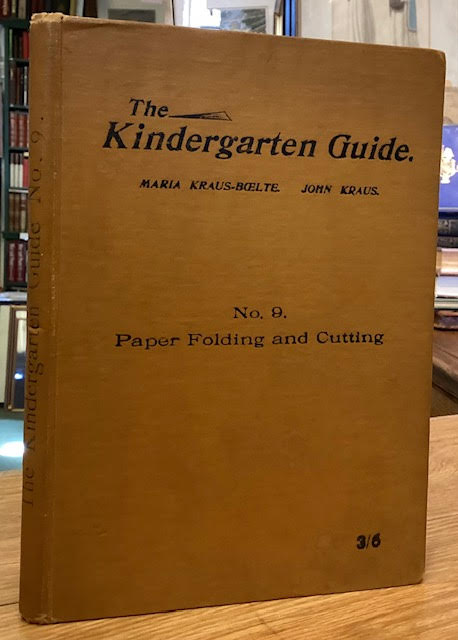 The
Kindergarten Guide.
MARIA KRAUS-BŒLTE. JOHN KRAUS.
No. 9.
Paper Folding and Cutting
3/6
The Kindergarten Guide No. 9.